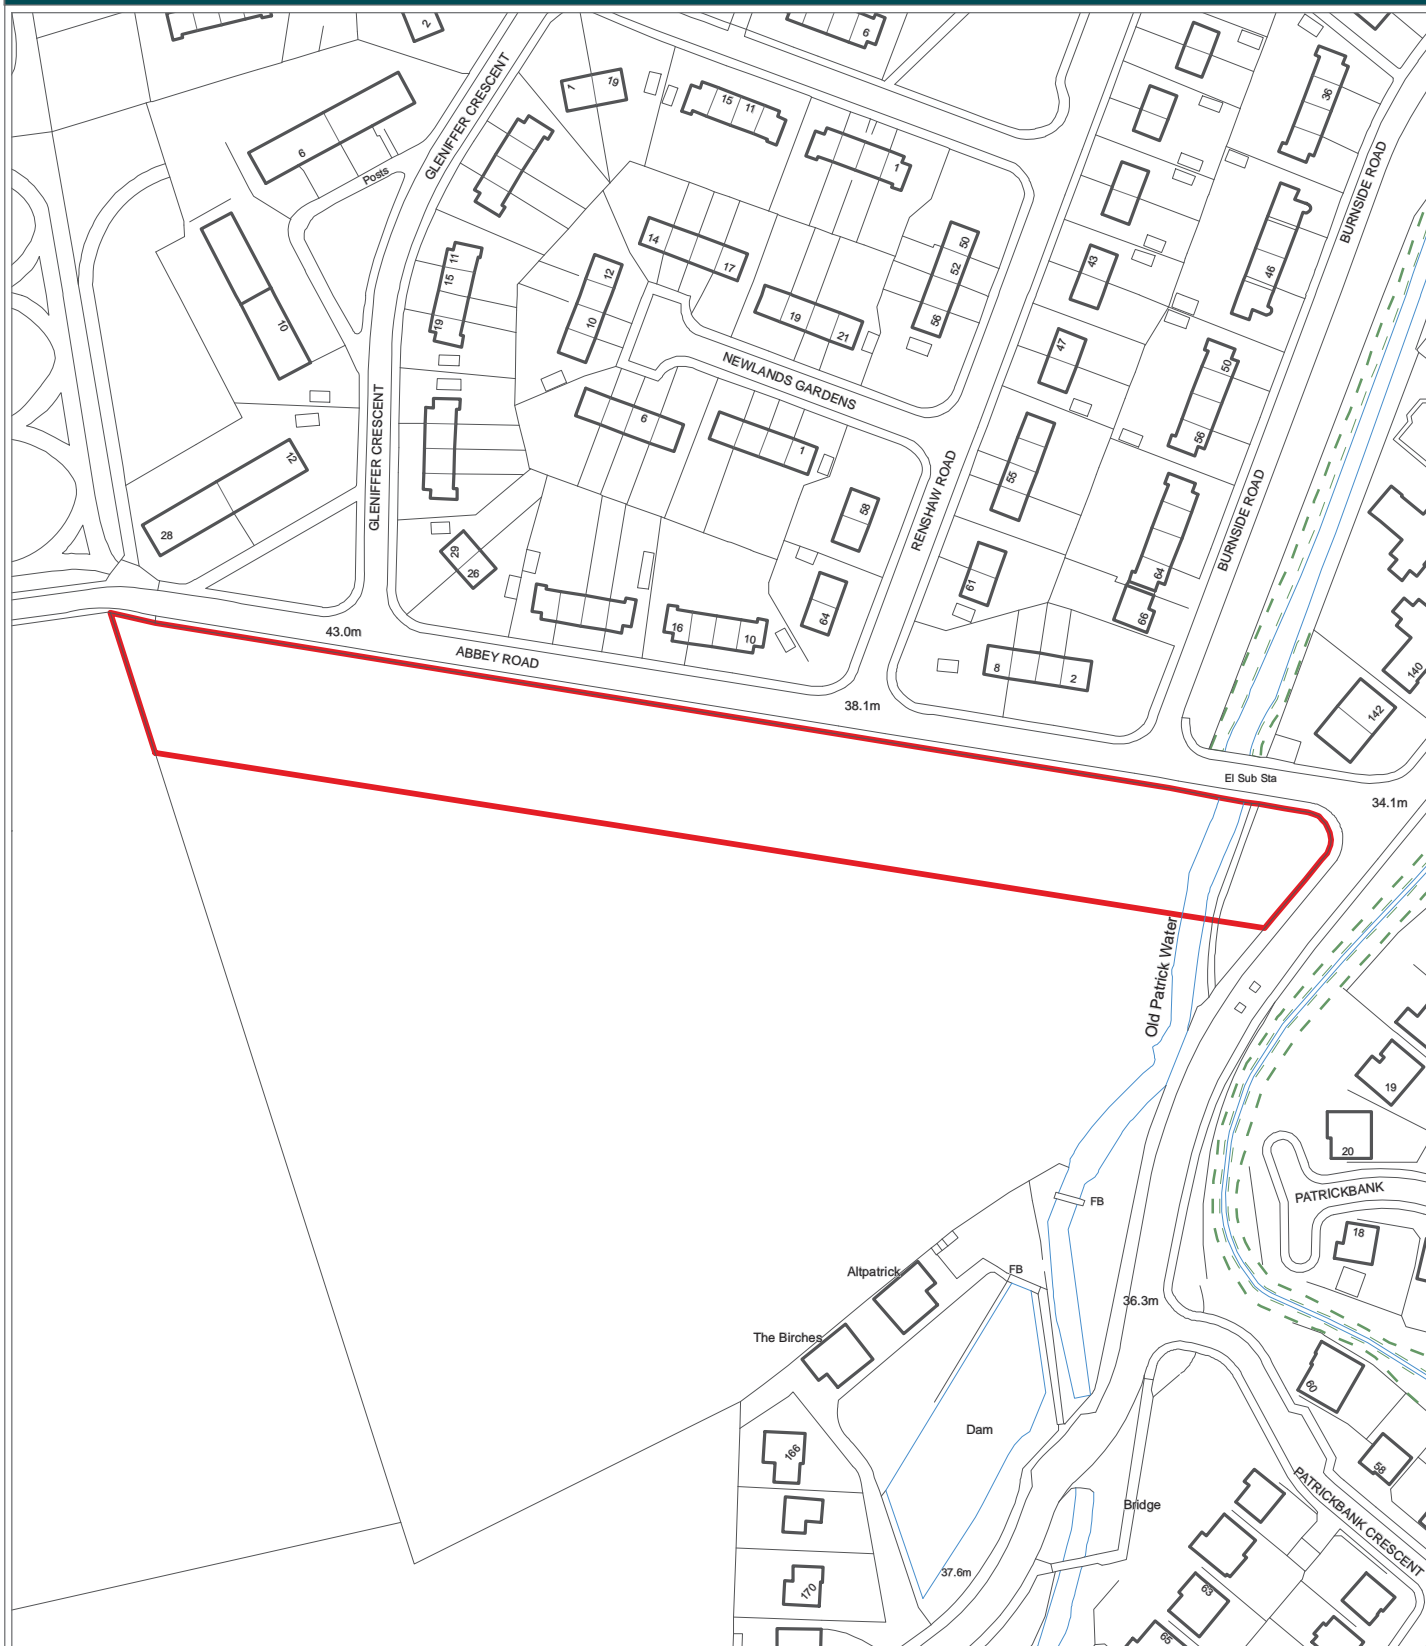 2
6
GLENIFFER CRESCENT
1
19
15
11
1
36
BURNSIDE ROAD
6
Posts
14
17
12
10
50
52
56
43
46
11
15
19
10
19
21
47
50
56
NEWLANDS GARDENS
GLENIFFER CRESCENT
6
1
12
28
55
RENSHAW ROAD
BURNSIDE ROAD
58
29
26
61
64
66
64
16
10
8
2
140
142
43.0m
ABBEY ROAD
38.1m
El Sub Sta
34.1m
Old Patrick Water
19
20
PATRICKBANK
18
FB
FB
Altpatrick
36.3m
The Birches
60
Dam
166
58
Bridge
PATRICKBANK CRESCENT
37.6m
170
63
65